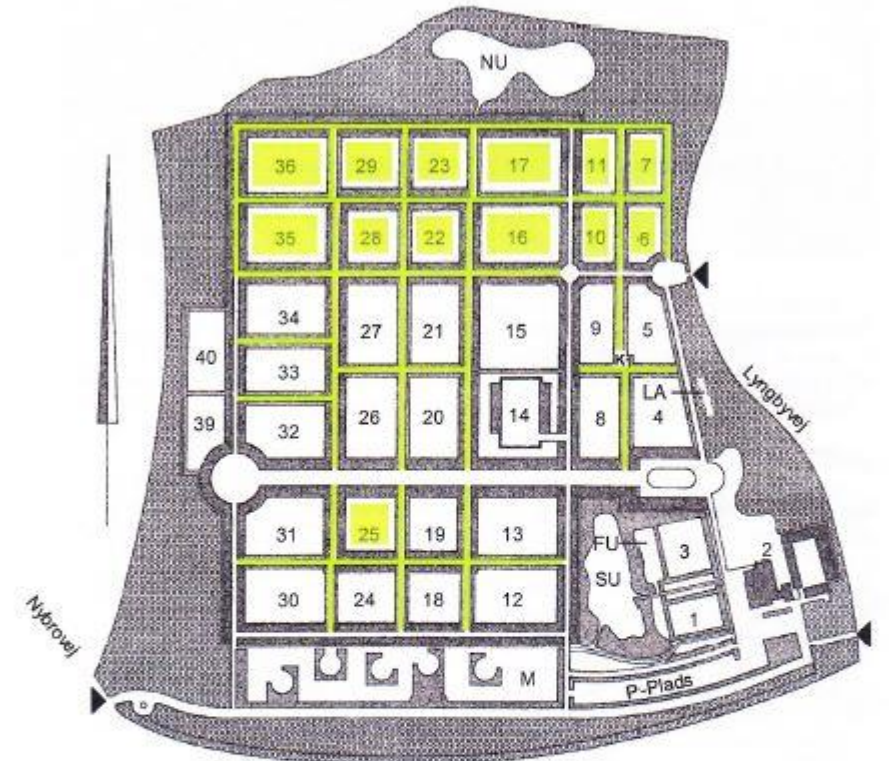 NU
36 29 23 17 11 7
35 28 22 16 10 6
34 27 21 15 9 5
40 33 KT
LA
Lyngbyvej
39 32 26 20 14 8 4
31 25 19 13 FU 3 2
SU
30 24 18 12 1
Nybrovej
M P-Plads